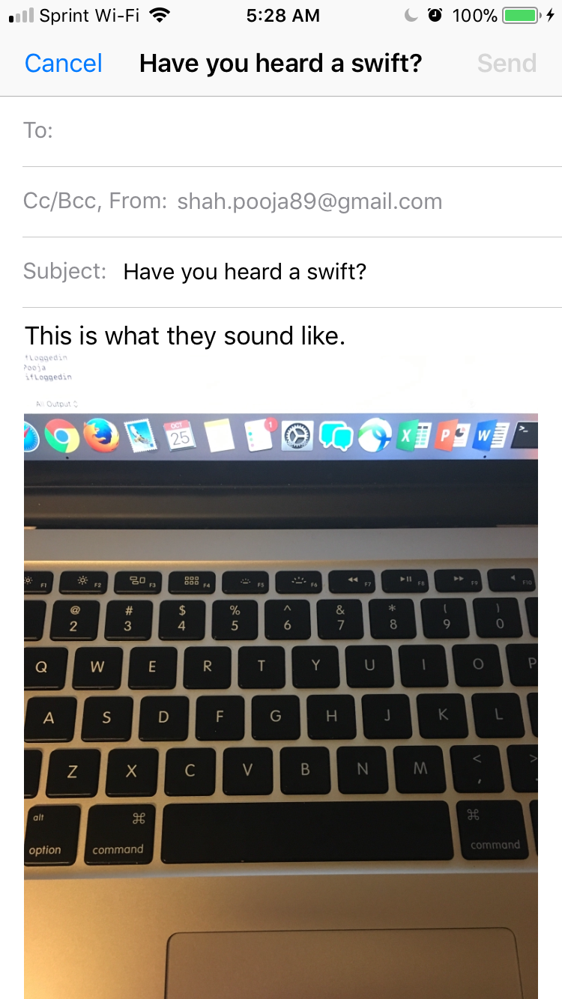 Sprint Wi-Fi 5:28 AM 100%
Cancel Have you heard a swift? Send
To:
Cc/Bcc, From: shah.pooja89@gmail.com
Subject: Have you heard a swift?
This is what they sound like.
fLoggedin
Pooja
ifLoggedin
All Output
OCT 1
25 X P W >_
F1 F2 F3 F4 F5 F6 F7 F8 F9 F10
@ # $ % ^ & * ( )
2 3 4 5 6 7 8 9 0
Q W E R T Y U I O P
A S D F G H J K L
Z X C V B N M < >
, .
alt ⌘ ⌘
option command command